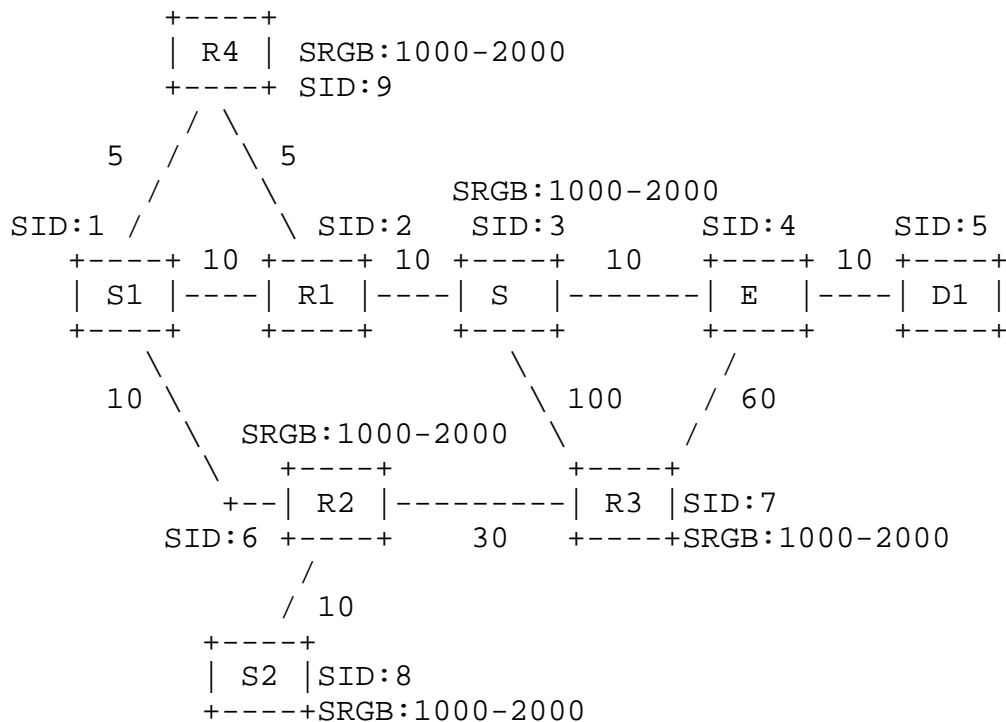 +----+
| R4 | SRGB:1000-2000
+----+ SID:9
/ \
5 / \ 5
/ \ SRGB:1000-2000
SID:1 / \ SID:2 SID:3 SID:4 SID:5
+----+ 10 +----+ 10 +----+ 10 +----+ 10 +----+
| S1 |----| R1 |----| S |-------| E |----| D1 |
+----+ +----+ +----+ +----+ +----+
\ \ /
10 \ \100 / 60
\ SRGB:1000-2000 \ /
\ +----+ +----+
+--| R2 |---------| R3 |SID:7
SID:6 +----+ 30 +----+SRGB:1000-2000
/
/ 10
+----+
| S2 |SID:8
+----+SRGB:1000-2000